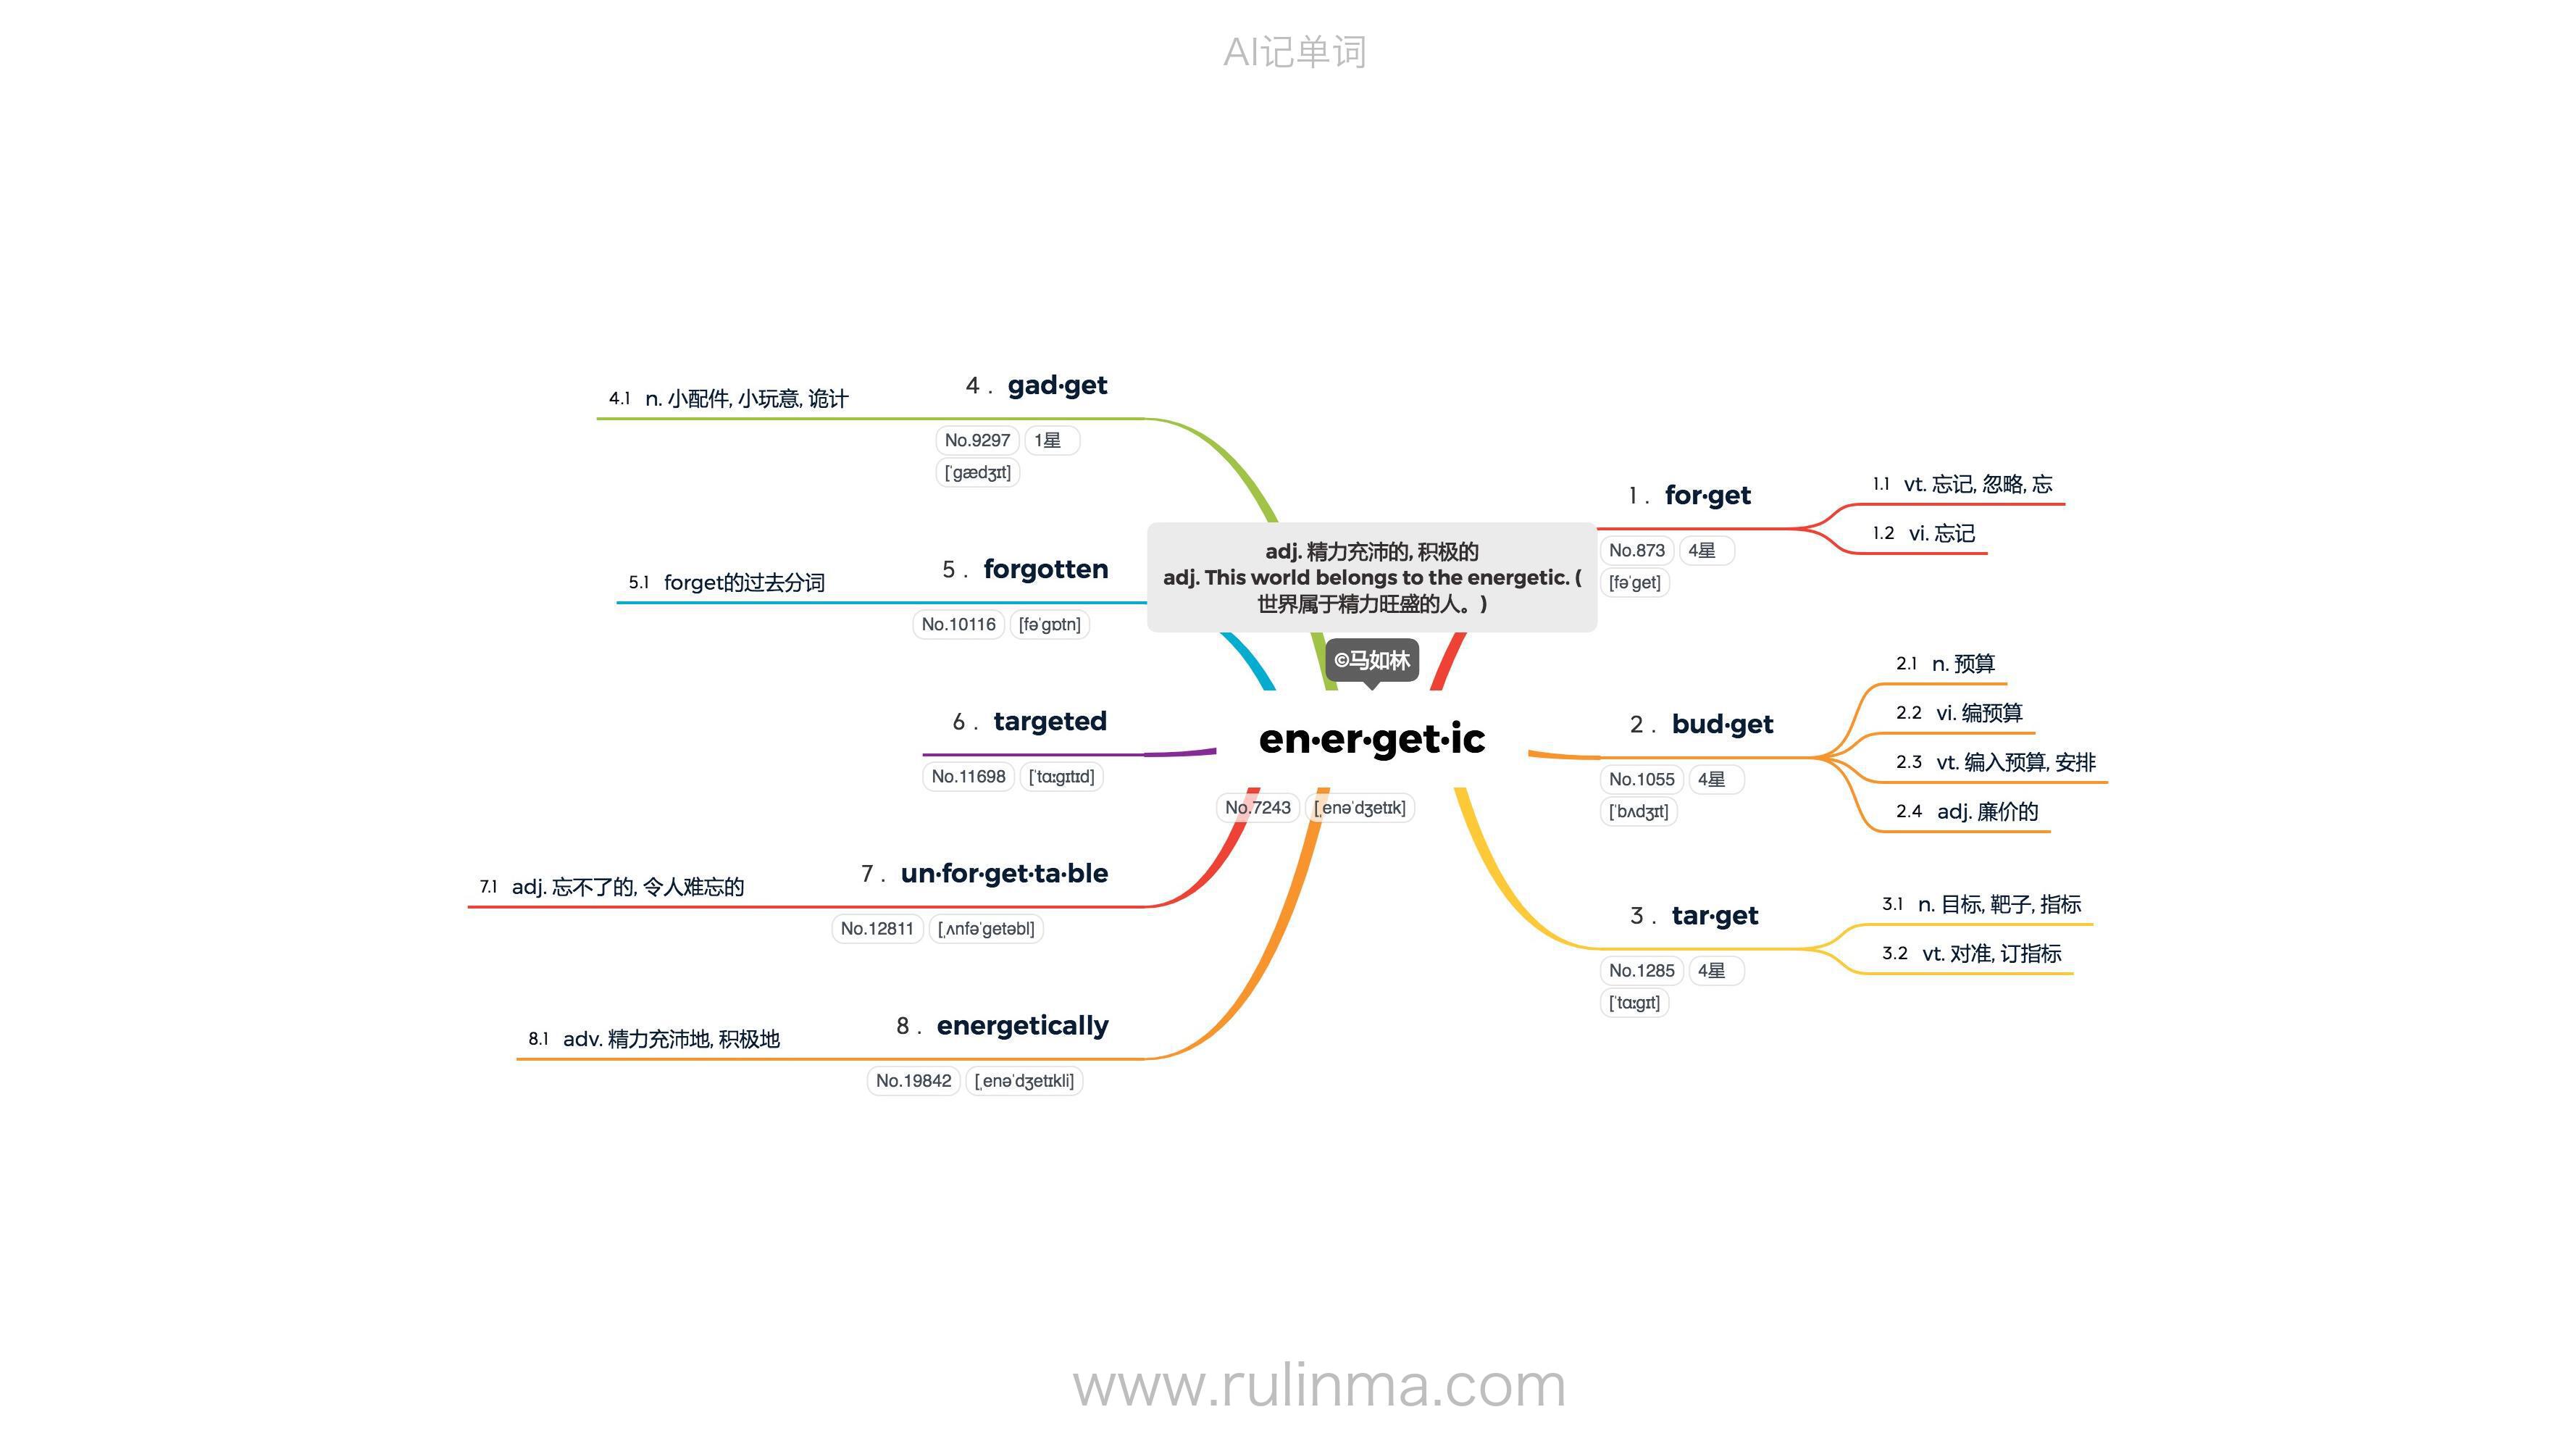 AI记单词
adj. 精力充沛的, 积极的
adj. This world belongs to the energetic. (
世界属于精力旺盛的人。)
©马如林
en·er·get·ic
No.7243 [ˌenəˈdʒetɪk]
1 . for·get
No.873 4星
[fəˈget]
1.1 vt. 忘记, 忽略, 忘
1.2 vi. 忘记
2 . bud·get
No.1055 4星
[ˈbʌdʒɪt]
2.1 n. 预算
2.2 vi. 编预算
2.3 vt. 编入预算, 安排
2.4 adj. 廉价的
3 . tar·get
No.1285 4星
[ˈtɑːgɪt]
3.1 n. 目标, 靶子, 指标
3.2 vt. 对准, 订指标
4 . gad·get
No.9297 1星
[ˈgædʒɪt]
4.1 n. 小配件, 小玩意, 诡计
5 . forgotten
No.10116 [fəˈgɒtn]
5.1 forget的过去分词
6 . targeted
No.11698 [ˈtɑːgɪtɪd]
7 . un·for·get·ta·ble
No.12811 [ˌʌnfəˈgetəbl]
7.1 adj. 忘不了的, 令人难忘的
8 . energetically
No.19842 [ˌenəˈdʒetɪkli]
8.1 adv. 精力充沛地, 积极地
www.rulinma.com